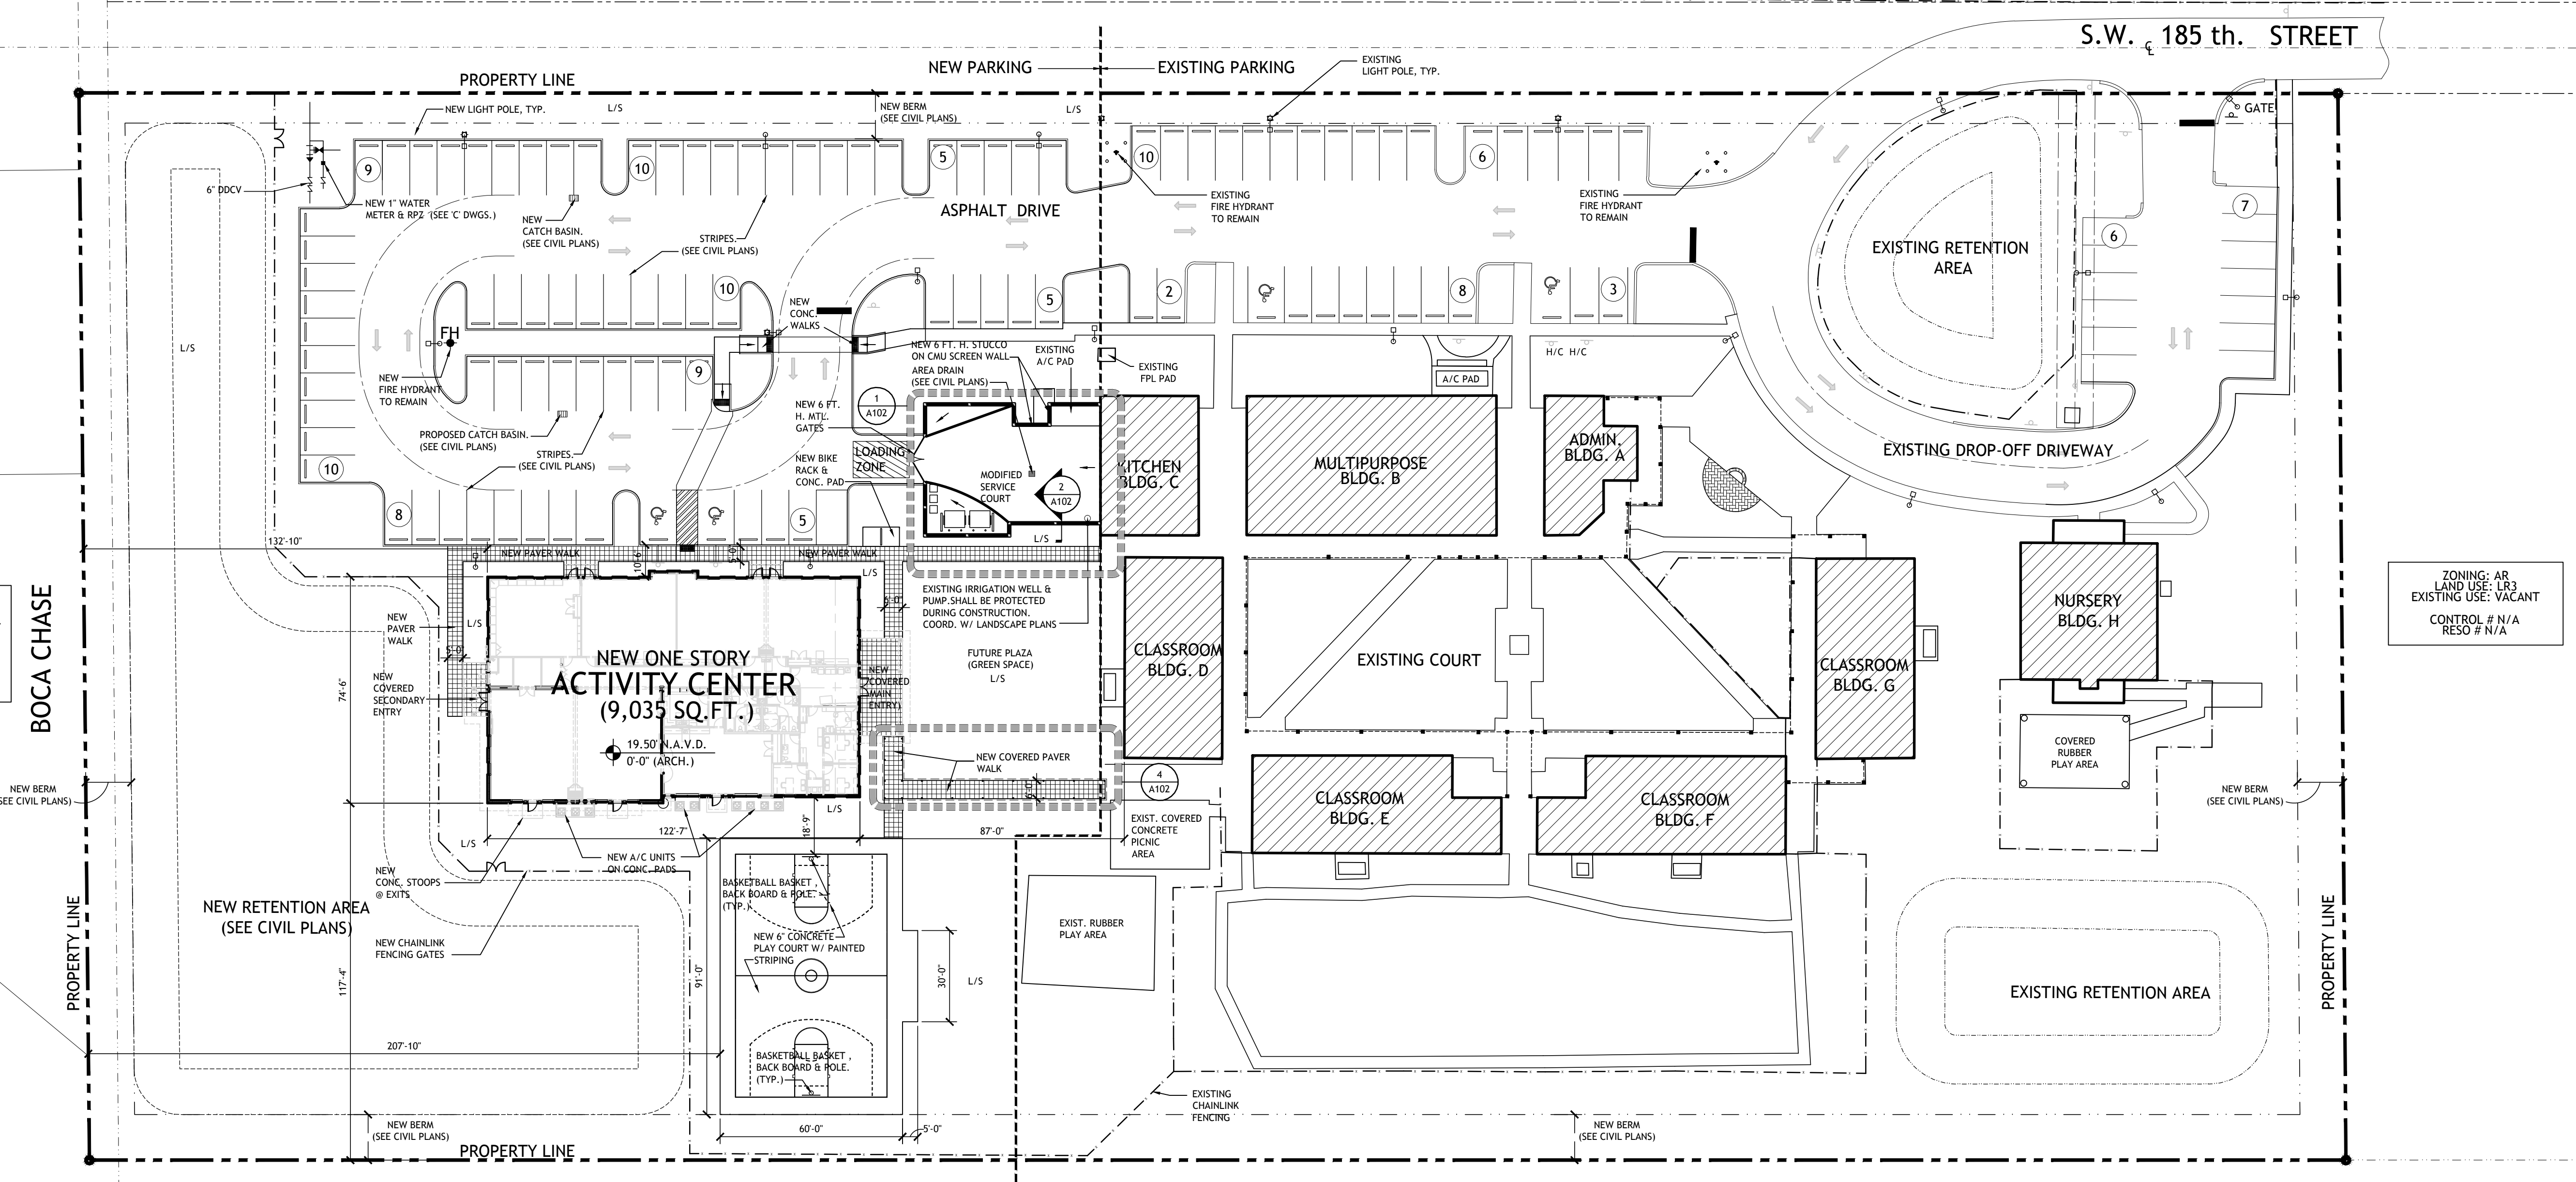 S.W. ℄ 185 th. STREET
PROPERTY LINE
NEW PARKING
EXISTING PARKING
EXISTING
LIGHT POLE, TYP.
NEW LIGHT POLE, TYP.
L/S
NEW BERM
(SEE CIVIL PLANS)
L/S
GATE
9
10
5
10
6
6" DDCV
NEW 1" WATER
METER & RPZ (SEE 'C' DWGS.)
NEW
CATCH BASIN.
(SEE CIVIL PLANS)
STRIPES.
(SEE CIVIL PLANS)
ASPHALT DRIVE
EXISTING
FIRE HYDRANT
TO REMAIN
EXISTING
FIRE HYDRANT
TO REMAIN
EXISTING RETENTION
AREA
6
7
10
NEW
CONC.
WALKS
5
2
8
3
L/S
FH
NEW
FIRE HYDRANT
TO REMAIN
9
NEW 6 FT. H. STUCCO
ON CMU SCREEN WALL
AREA DRAIN
(SEE CIVIL PLANS)
EXISTING
A/C PAD
EXISTING
FPL PAD
H/C H/C
A/C PAD
1
A102
NEW 6 FT.
H. MTL.
GATES
PROPOSED CATCH BASIN.
(SEE CIVIL PLANS)
STRIPES.
(SEE CIVIL PLANS)
10
8
5
NEW BIKE
RACK &
CONC. PAD
LOADING
ZONE
MODIFIED
SERVICE
COURT
2
A102
L/S
KITCHEN
BLDG. C
MULTIPURPOSE
BLDG. B
ADMIN.
BLDG. A
EXISTING DROP-OFF DRIVEWAY
132'-10"
NEW PAVER WALK
10'-6"
5'-0"
NEW PAVER WALK
L/S
BOCA CHASE
NEW
PAVER
WALK
L/S
5'-0"
6'-0"
EXISTING IRRIGATION WELL &
PUMP.SHALL BE PROTECTED
DURING CONSTRUCTION.
COORD. W/ LANDSCAPE PLANS
FUTURE PLAZA
(GREEN SPACE)
L/S
CLASSROOM
BLDG. D
EXISTING COURT
CLASSROOM
BLDG. G
NURSERY
BLDG. H
ZONING: AR
LAND USE: LR3
EXISTING USE: VACANT
CONTROL # N/A
RESO # N/A
NEW
COVERED
SECONDARY
ENTRY
74'-6"
NEW ONE STORY
ACTIVITY CENTER
(9,035 SQ.FT.)
19.50' N.A.V.D.
0'-0" (ARCH.)
NEW
COVERED
MAIN
ENTRY)
NEW COVERED PAVER
WALK
6'-0"
4
A102
COVERED
RUBBER
PLAY AREA
NEW BERM
(SEE CIVIL PLANS)
NEW BERM
(SEE CIVIL PLANS)
CLASSROOM
BLDG. E
CLASSROOM
BLDG. F
L/S
L/S
122'-7"
18'-9"
87'-0"
EXIST. COVERED
CONCRETE
PICNIC
AREA
NEW A/C UNITS
ON CONC. PADS
NEW
CONC. STOOPS
@ EXITS
NEW RETENTION AREA
(SEE CIVIL PLANS)
NEW CHAINLINK
FENCING GATES
BASKETBALL BASKET ,
BACK BOARD & POLE.
(TYP.)
NEW 6" CONCRETE
PLAY COURT W/ PAINTED
STRIPING
117'-4"
91'-0"
30'-0"
L/S
EXIST. RUBBER
PLAY AREA
PROPERTY LINE
PROPERTY LINE
EXISTING RETENTION AREA
207'-10"
BASKETBALL BASKET ,
BACK BOARD & POLE.
(TYP.)
EXISTING
CHAINLINK
FENCING
NEW BERM
(SEE CIVIL PLANS)
60'-0"
5'-0"
NEW BERM
(SEE CIVIL PLANS)
PROPERTY LINE